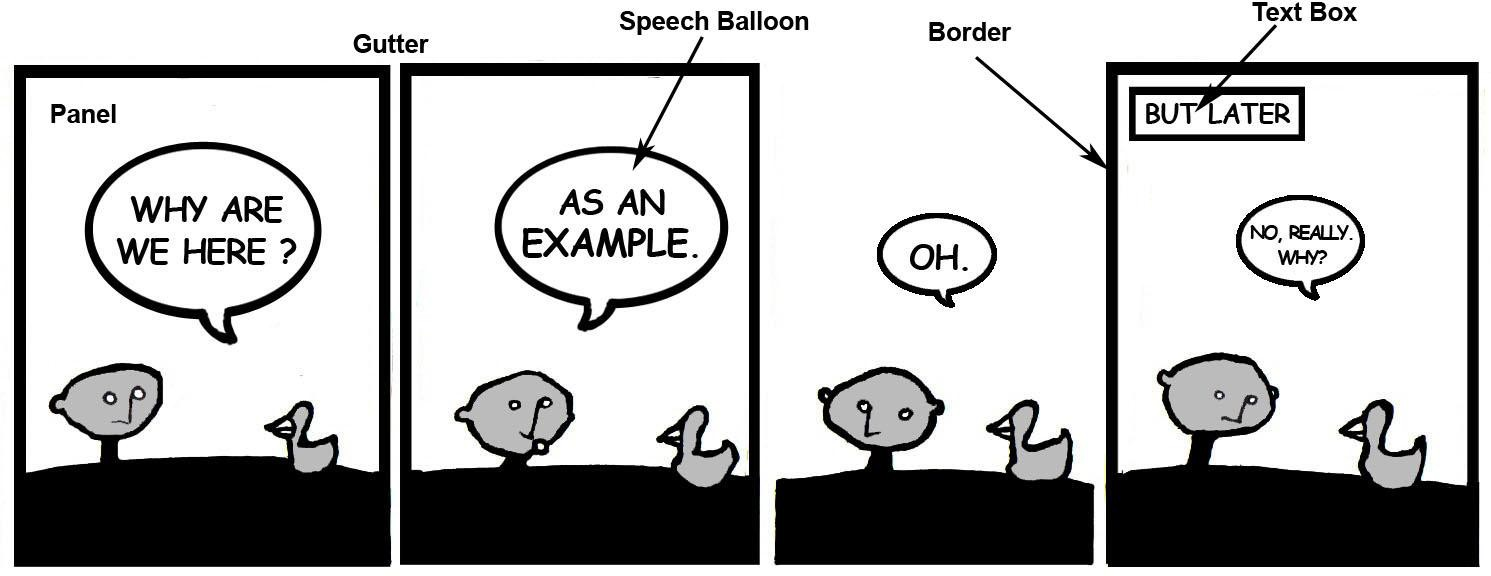 Gutter
Speech Balloon
Border
Text Box
Panel
WHY ARE
WE HERE ?
AS AN
EXAMPLE.
OH.
BUT LATER
NO, REALLY.
WHY?